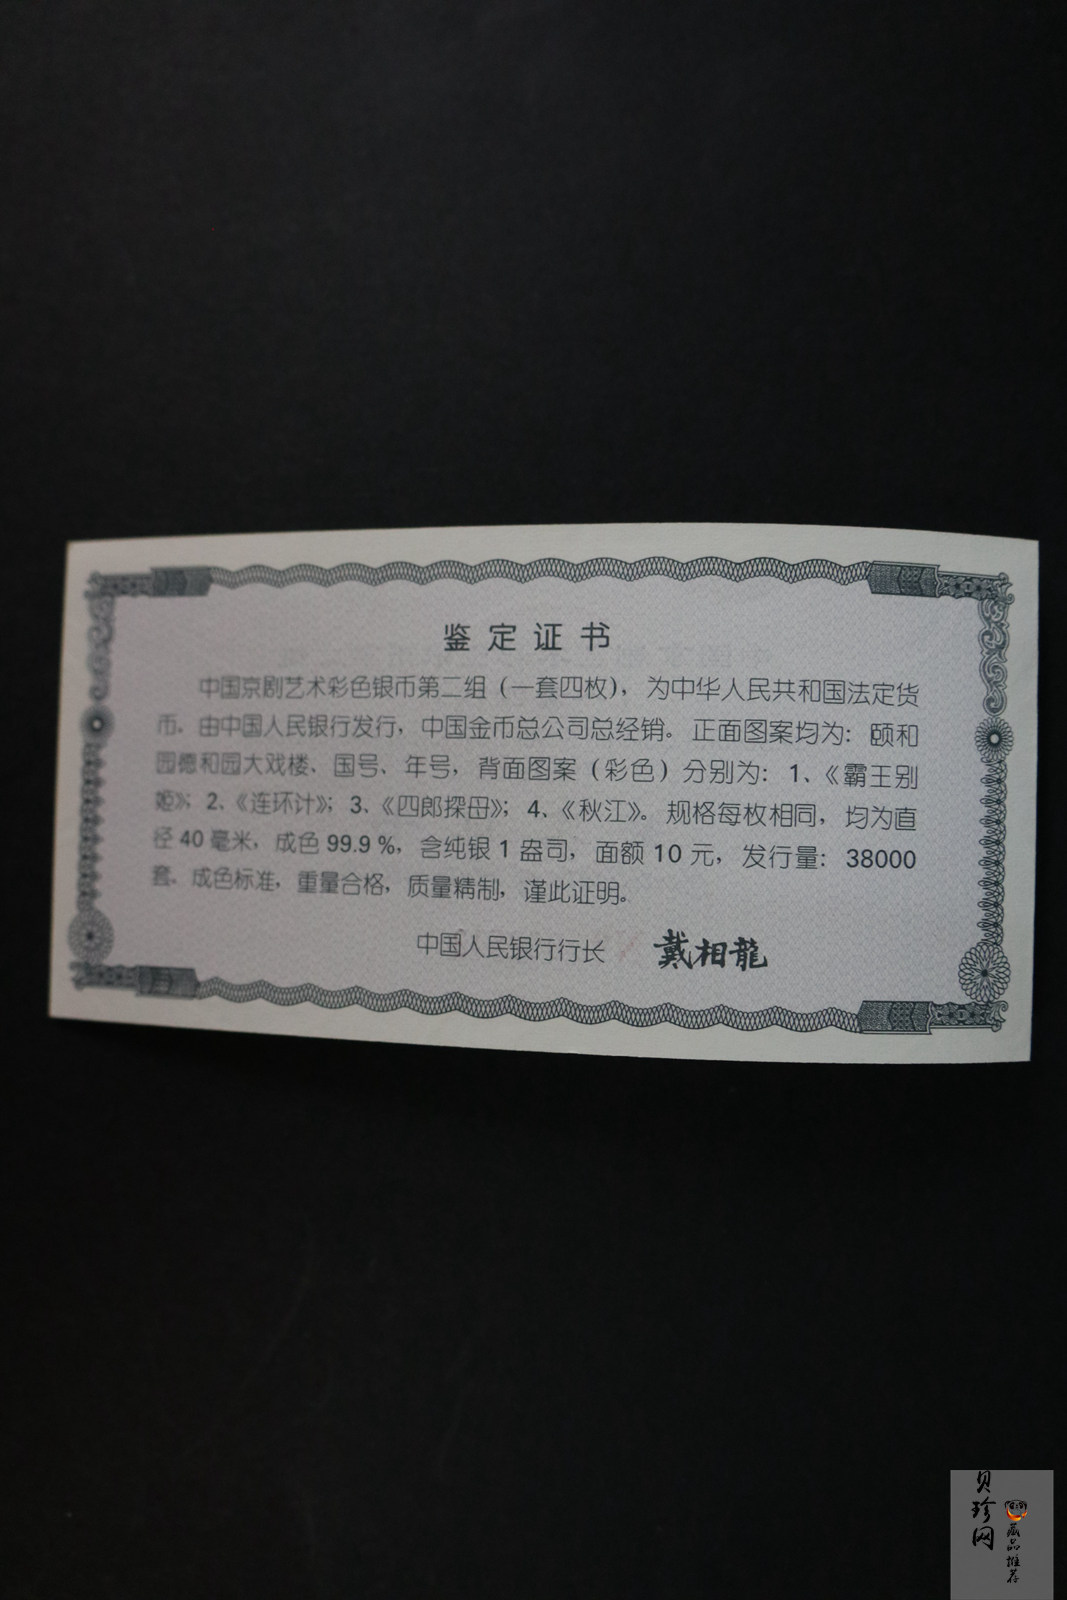 鉴定证书
中国京剧艺术彩色银币第二组（一套四枚），为中华人民共和国法定货
币。由中国人民银行发行，中国金币总公司总经销。正面图案均为：颐和
园德和园大戏楼、国号、年号，背面图案（彩色）分别为：1、《霸王别
姬》；2、《连环计》；3、《四郎探母》；4、《秋江》。规格每枚相同，均为直
径40毫米，成色99.9%，含纯银1盎司，面额10元，发行量：38000
套、成色标准，重量合格，质量精制，谨此证明。
中国人民银行行长 戴相龍
贝珍网
藏品推荐